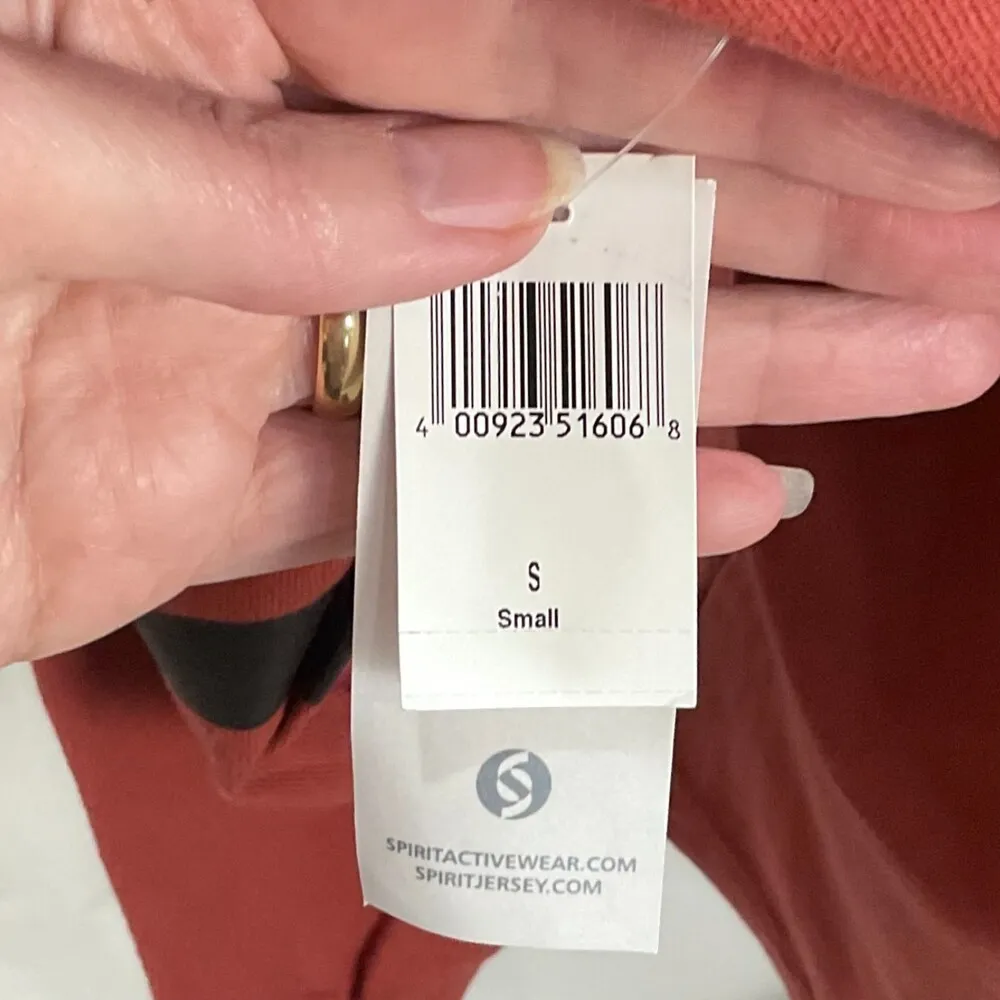 4 00923 51606 8
S
Small
SPIRITACTIVEWEAR.COM
SPIRITJERSEY.COM